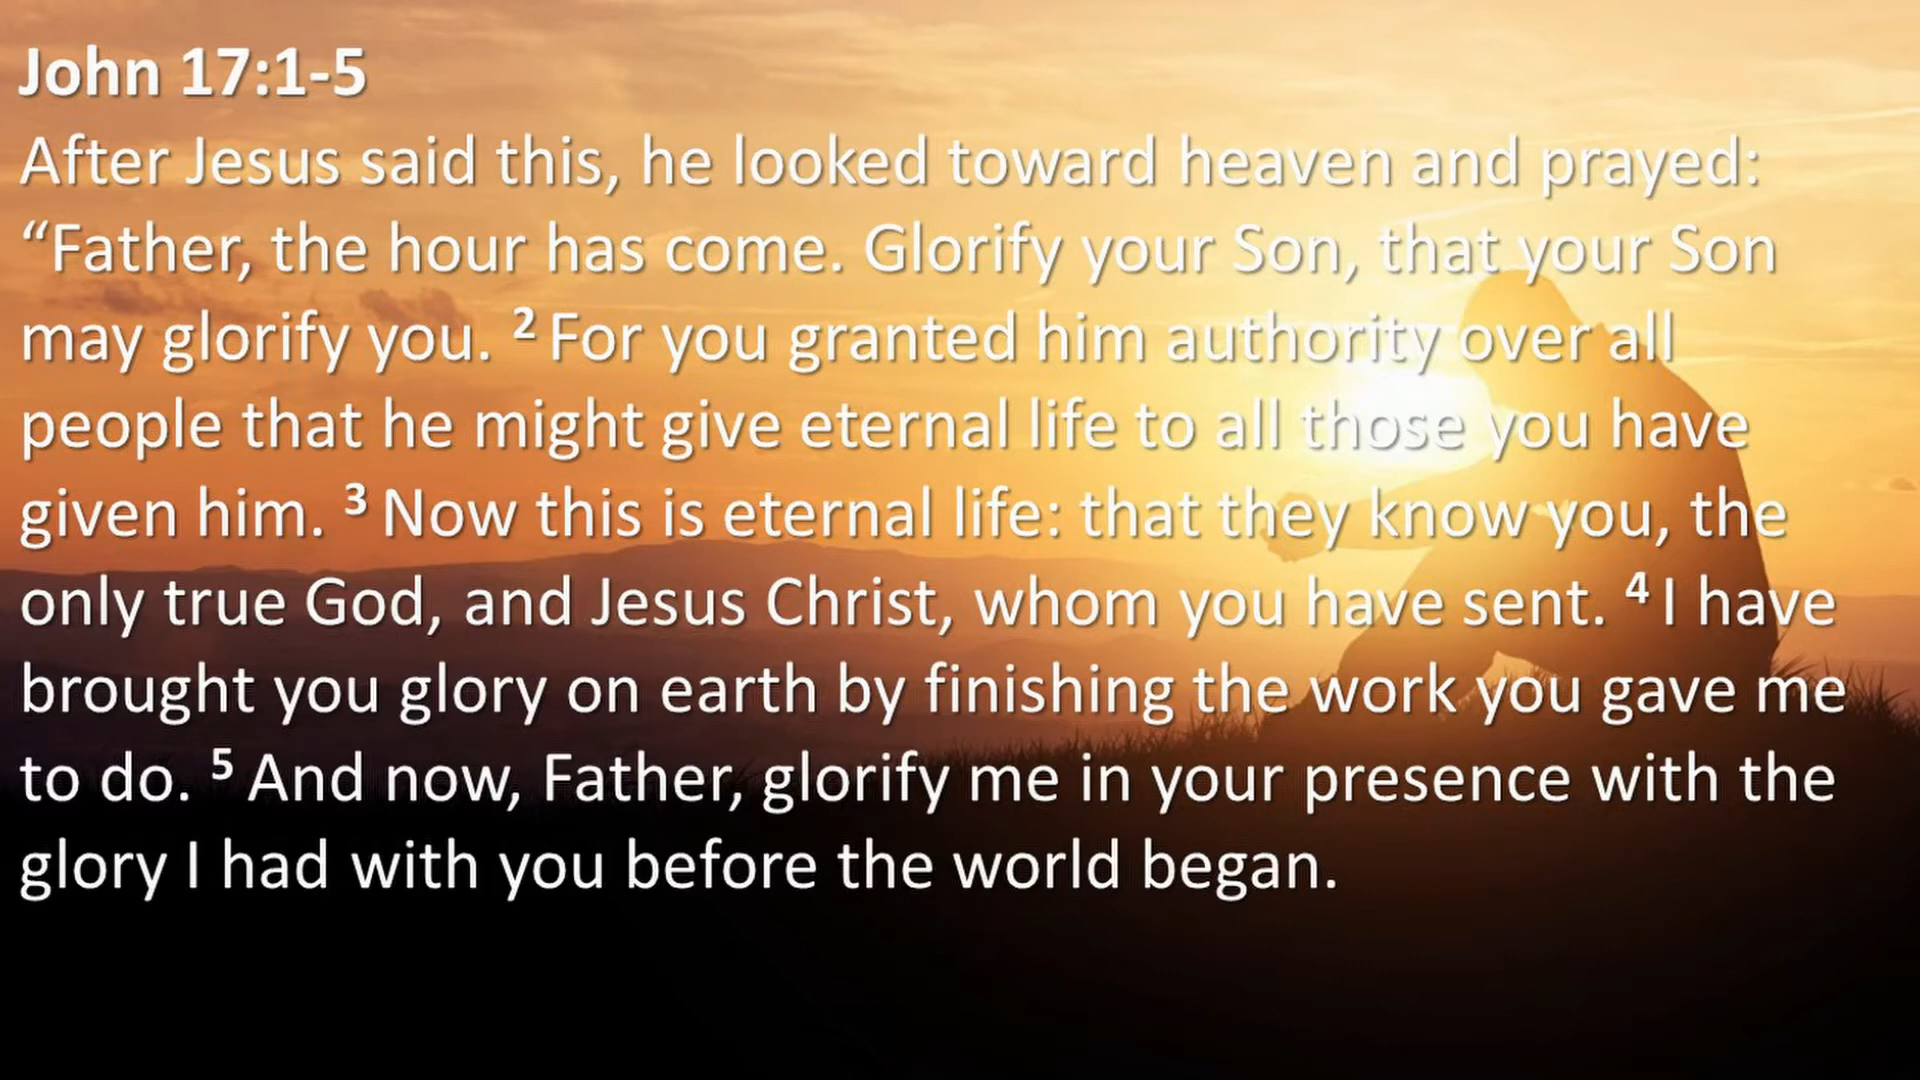 John 17:1-5
After Jesus said this, he looked toward heaven and prayed:
“Father, the hour has come. Glorify your Son, that your Son
may glorify you. ² For you granted him authority over all
people that he might give eternal life to all those you have
given him. ³ Now this is eternal life: that they know you, the
only true God, and Jesus Christ, whom you have sent. ⁴ I have
brought you glory on earth by finishing the work you gave me
to do. ⁵ And now, Father, glorify me in your presence with the
glory I had with you before the world began.